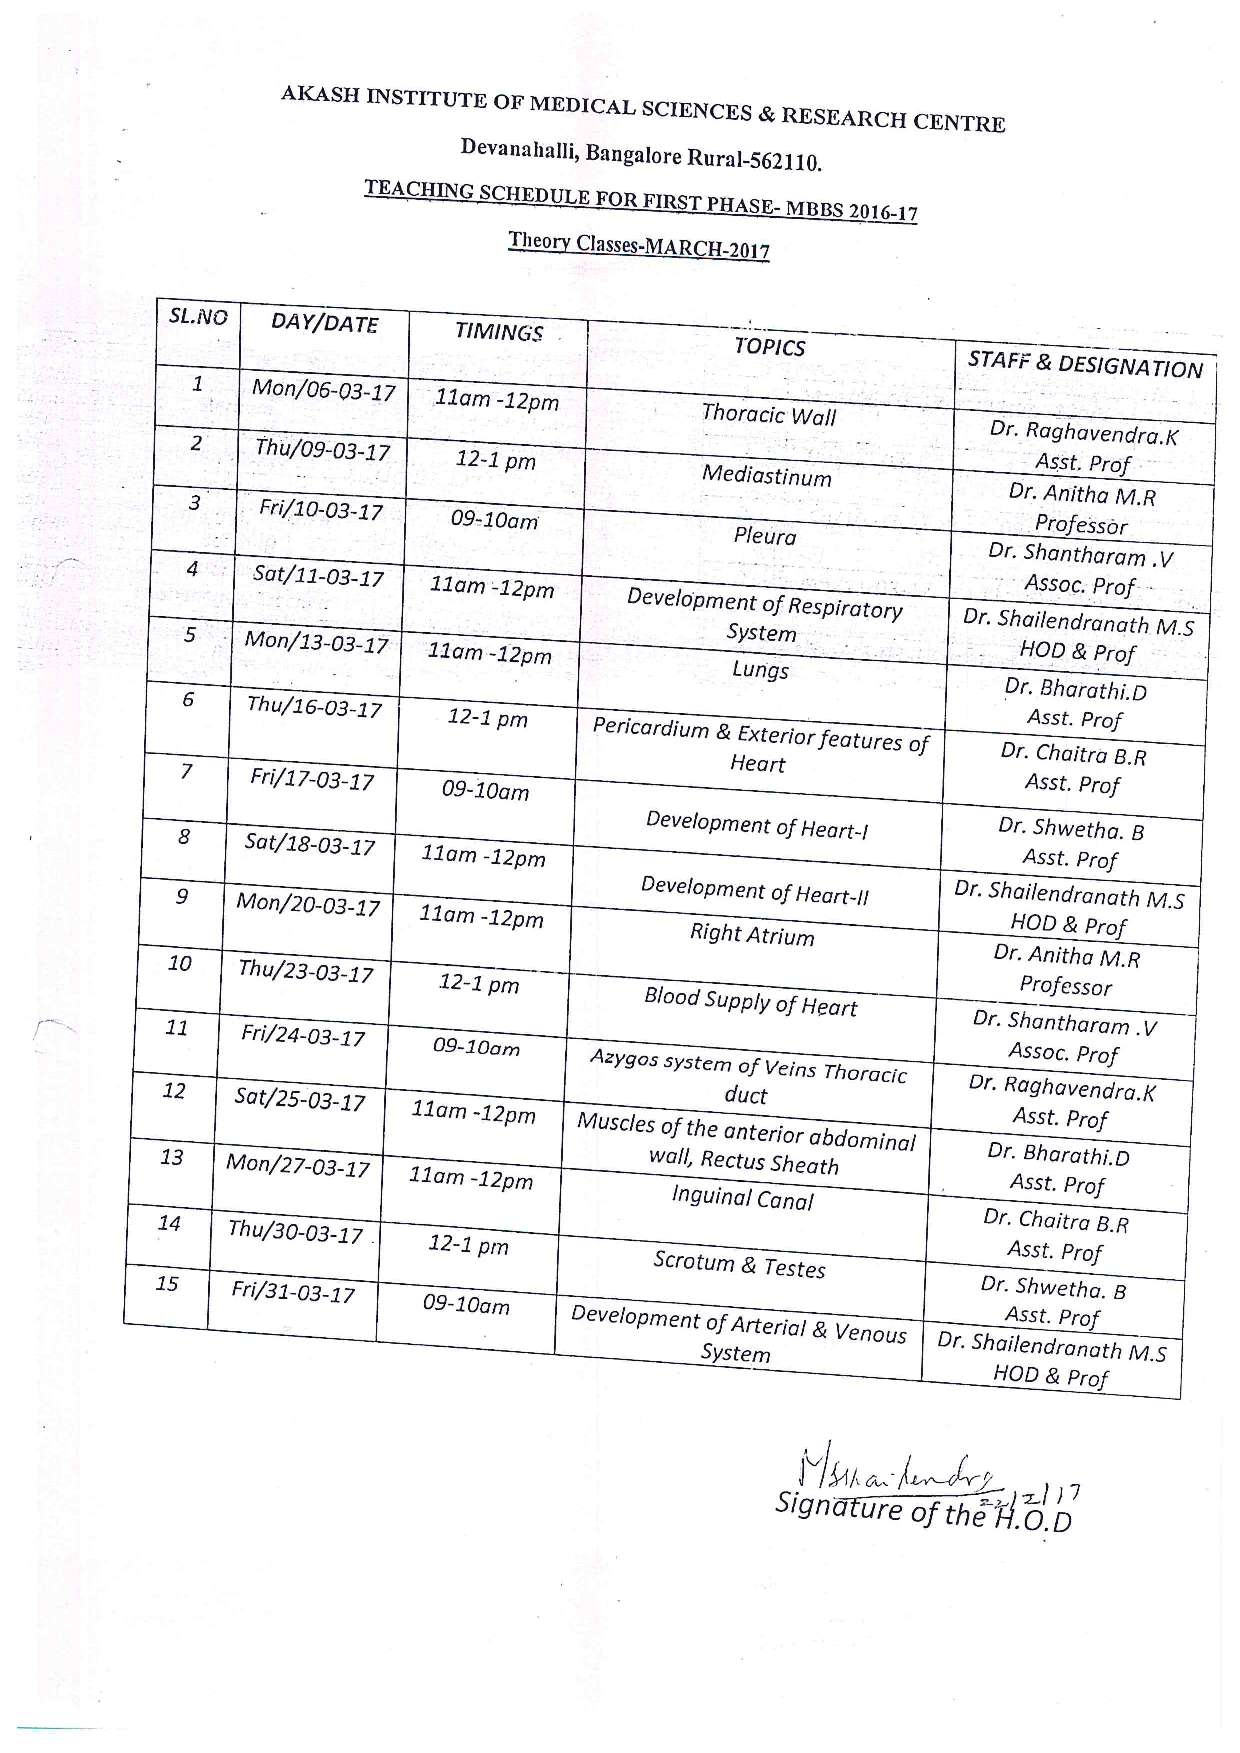 AKASH INSTITUTE OF MEDICAL SCIENCES & RESEARCH CENTRE
Devanahalli, Bangalore Rural-562110.
TEACHING SCHEDULE FOR FIRST PHASE- MBBS 2016-17
Theory Classes-MARCH-2017
SL.NO DAY/DATE TIMINGS TOPICS STAFF & DESIGNATION
1 Mon/06-03-17 11am -12pm Thoracic Wall Dr. Raghavendra.K
Asst. Prof
2 Thu/09-03-17 12-1 pm Mediastinum Dr. Anitha M.R
Professor
3 Fri/10-03-17 09-10am Pleura Dr. Shantharam .V
Assoc. Prof
4 Sat/11-03-17 11am -12pm Development of Respiratory Dr. Shailendranath M.S
System HOD & Prof
5 Mon/13-03-17 11am -12pm Lungs Dr. Bharathi.D
Asst. Prof
6 Thu/16-03-17 12-1 pm Pericardium & Exterior features of Dr. Chaitra B.R
Heart Asst. Prof
7 Fri/17-03-17 09-10am Development of Heart-I Dr. Shwetha. B
Asst. Prof
8 Sat/18-03-17 11am -12pm Development of Heart-II Dr. Shailendranath M.S
HOD & Prof
9 Mon/20-03-17 11am -12pm Right Atrium Dr. Anitha M.R
Professor
10 Thu/23-03-17 12-1 pm Blood Supply of Heart Dr. Shantharam .V
Assoc. Prof
11 Fri/24-03-17 09-10am Azygos system of Veins Thoracic Dr. Raghavendra.K
duct Asst. Prof
12 Sat/25-03-17 11am -12pm Muscles of the anterior abdominal Dr. Bharathi.D
wall, Rectus Sheath Asst. Prof
13 Mon/27-03-17 11am -12pm Inguinal Canal Dr. Chaitra B.R
Asst. Prof
14 Thu/30-03-17 12-1 pm Scrotum & Testes Dr. Shwetha. B
Asst. Prof
15 Fri/31-03-17 09-10am Development of Arterial & Venous Dr. Shailendranath M.S
System HOD & Prof
Signature of the H.O.D